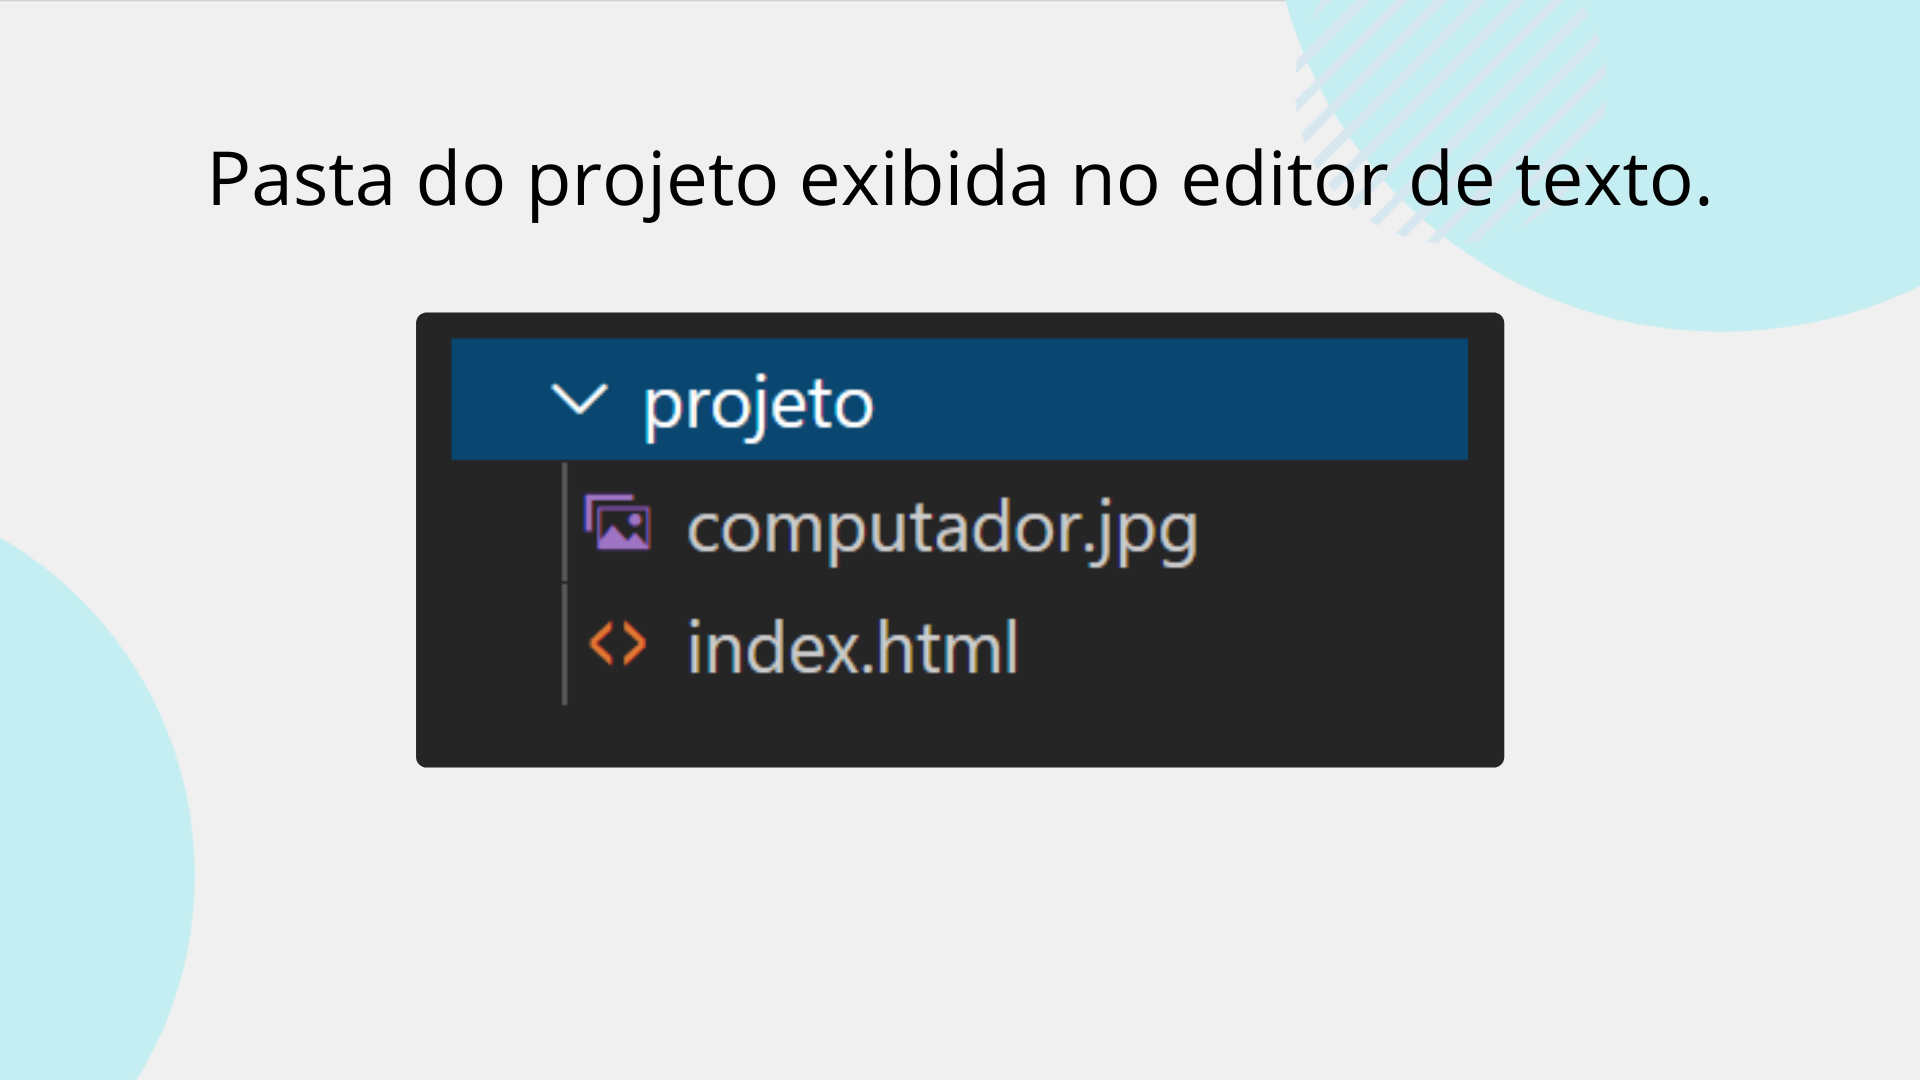 Pasta do projeto exibida no editor de texto.
projeto
computador.jpg
index.html